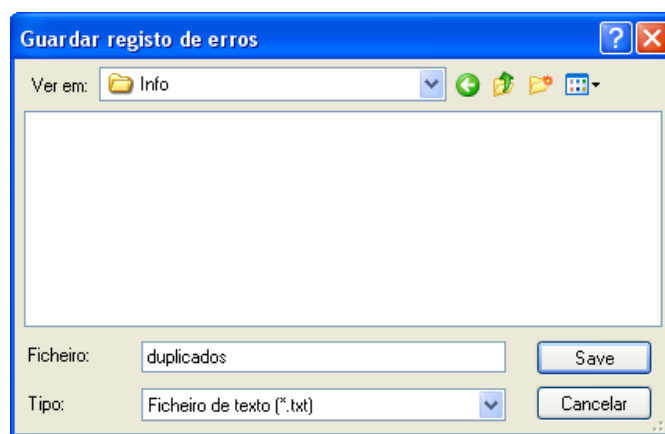 Guardar registo de erros
Ver em: Info
Ficheiro: duplicados Save
Tipo: Ficheiro de texto (*.txt) Cancelar